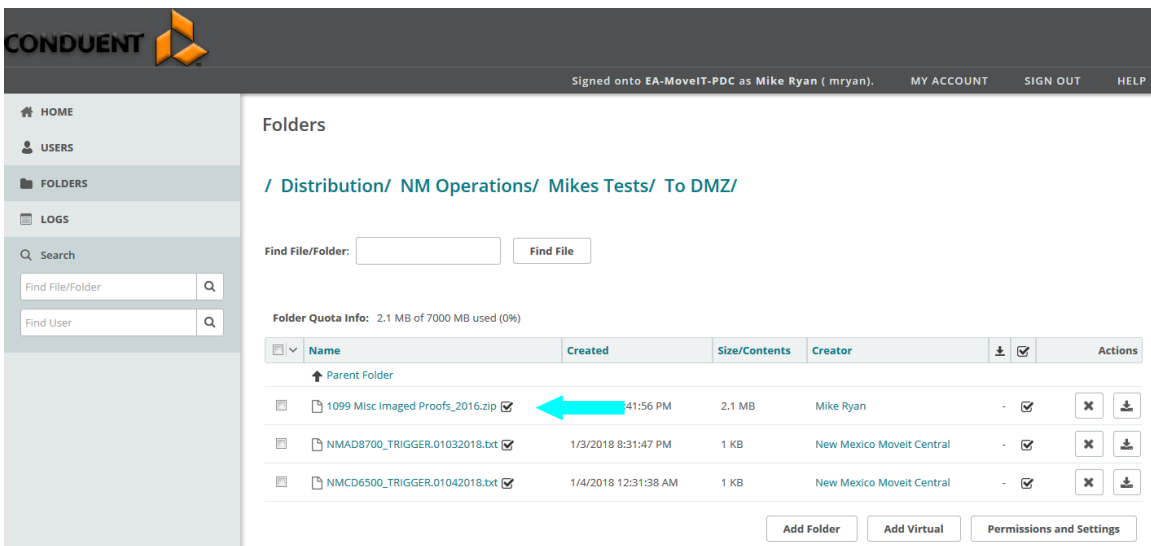 CONDUENT
Signed onto EA-MoveIT-PDC as Mike Ryan ( mryan). MY ACCOUNT SIGN OUT HELP
HOME
USERS
FOLDERS
LOGS
Search
Find File/Folder
Find User
Folders
/ Distribution/ NM Operations/ Mikes Tests/ To DMZ/
Find File/Folder: Find File
Folder Quota Info: 2.1 MB of 7000 MB used (0%)
Name Created Size/Contents Creator Actions
Parent Folder
1099 MIsc Imaged Proofs_2016.zip :41:56 PM 2.1 MB Mike Ryan -
NMAD8700_TRIGGER.01032018.txt 1/3/2018 8:31:47 PM 1 KB New Mexico Moveit Central -
NMCD6500_TRIGGER.01042018.txt 1/4/2018 12:31:38 AM 1 KB New Mexico Moveit Central -
Add Folder Add Virtual Permissions and Settings